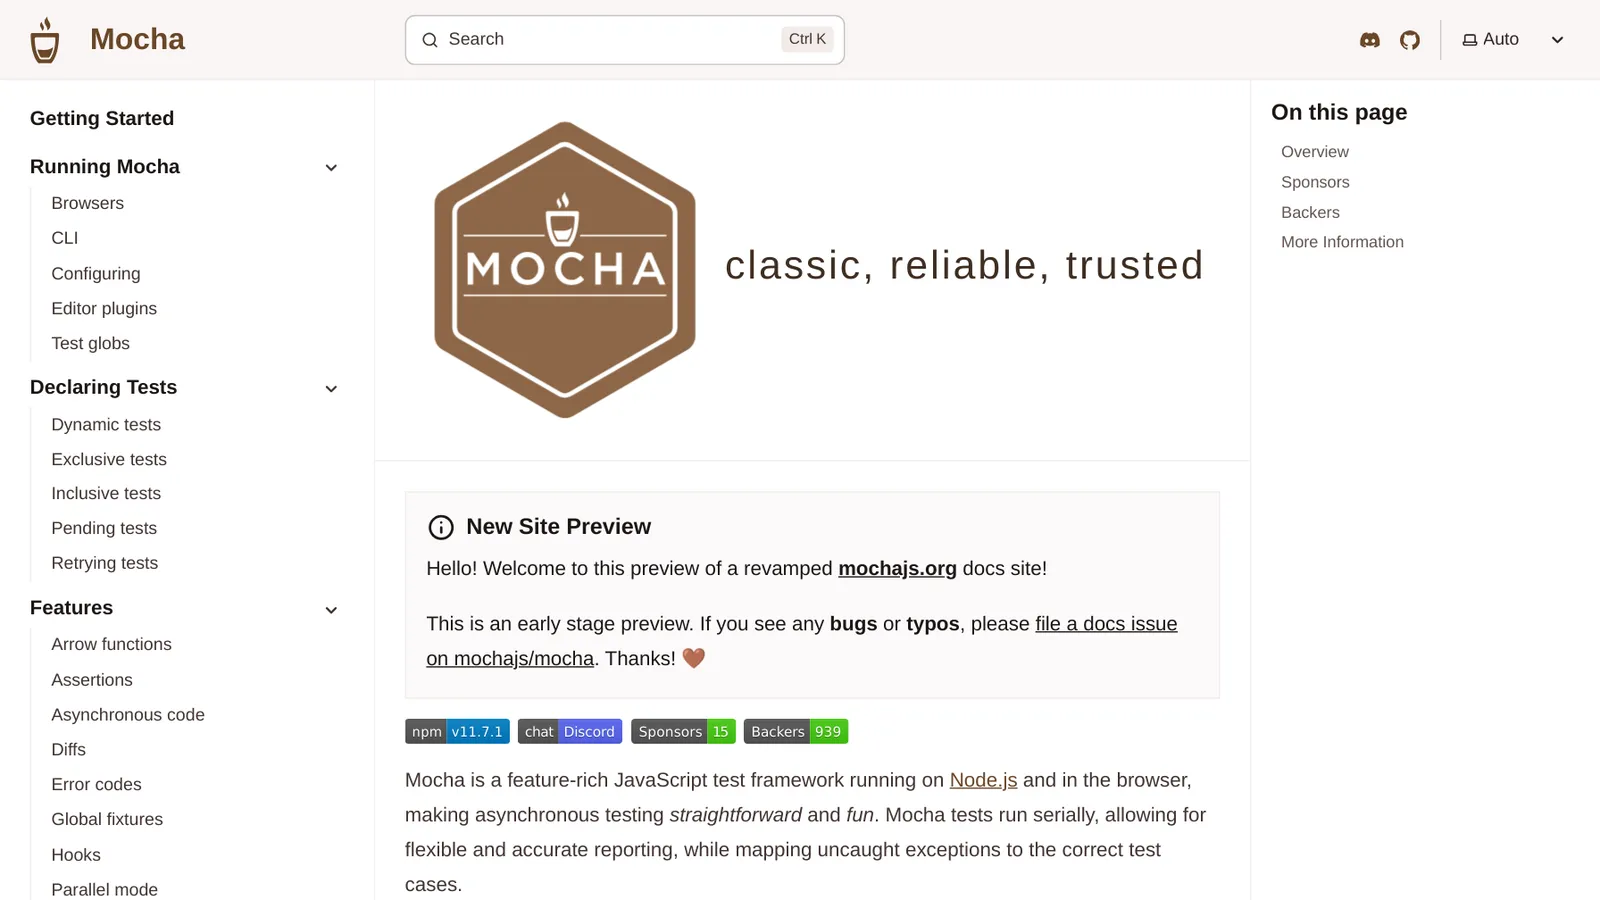 Mocha
Search
Ctrl K
Auto
Getting Started
Running Mocha
Browsers
CLI
Configuring
Editor plugins
Test globs
Declaring Tests
Dynamic tests
Exclusive tests
Inclusive tests
Pending tests
Retrying tests
Features
Arrow functions
Assertions
Asynchronous code
Diffs
Error codes
Global fixtures
Hooks
Parallel mode
MOCHA
classic, reliable, trusted
New Site Preview
Hello! Welcome to this preview of a revamped mochajs.org docs site!
This is an early stage preview. If you see any bugs or typos, please file a docs issue
on mochajs/mocha. Thanks! 🤎
npm v11.7.1 chat Discord Sponsors 15 Backers 939
Mocha is a feature-rich JavaScript test framework running on Node.js and in the browser,
making asynchronous testing straightforward and fun. Mocha tests run serially, allowing for
flexible and accurate reporting, while mapping uncaught exceptions to the correct test
cases.
On this page
Overview
Sponsors
Backers
More Information